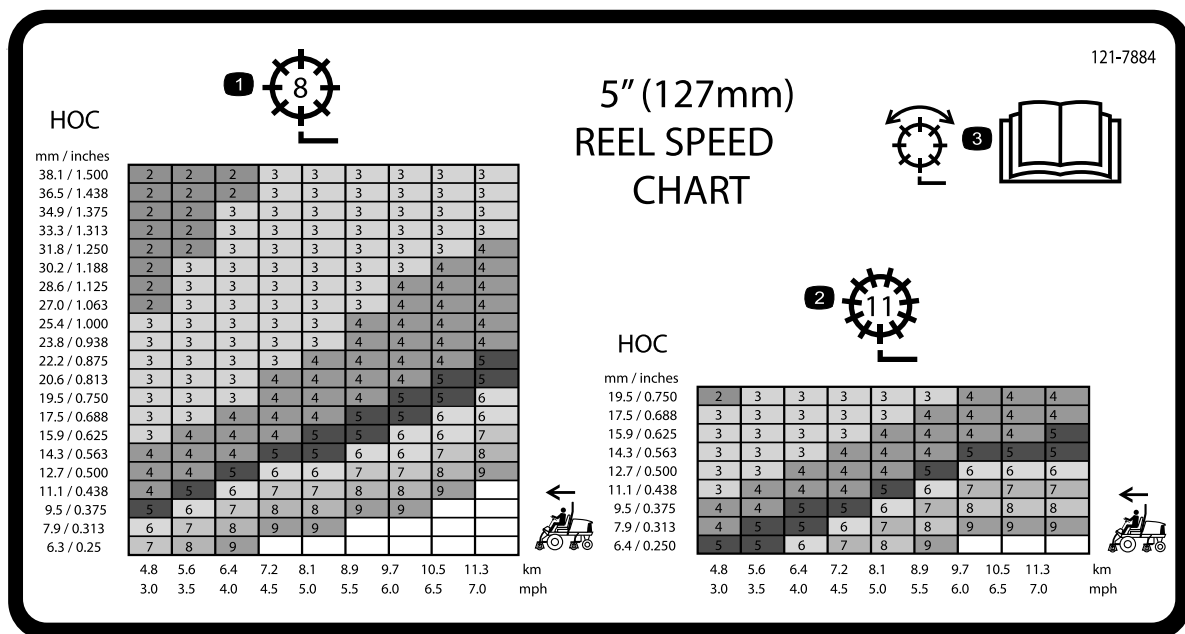 121-7884
1
8
5" (127mm)
REEL SPEED
CHART
3
HOC
mm / inches
38.1 / 1.500 2 2 2 3 3 3 3 3 3
36.5 / 1.438 2 2 2 3 3 3 3 3 3
34.9 / 1.375 2 2 3 3 3 3 3 3 3
33.3 / 1.313 2 2 3 3 3 3 3 3 3
31.8 / 1.250 2 2 3 3 3 3 3 3 4
30.2 / 1.188 2 3 3 3 3 3 3 4 4
28.6 / 1.125 2 3 3 3 3 3 4 4 4
27.0 / 1.063 2 3 3 3 3 3 4 4 4
25.4 / 1.000 3 3 3 3 3 4 4 4 4
23.8 / 0.938 3 3 3 3 3 4 4 4 4
22.2 / 0.875 3 3 3 3 4 4 4 4 5
20.6 / 0.813 3 3 3 4 4 4 4 5 5
19.5 / 0.750 3 3 3 4 4 4 5 5 6
17.5 / 0.688 3 3 4 4 4 5 5 6 6
15.9 / 0.625 3 4 4 4 5 5 6 6 7
14.3 / 0.563 4 4 4 5 5 6 6 7 8
12.7 / 0.500 4 4 5 6 6 7 7 8 9
11.1 / 0.438 4 5 6 7 7 8 8 9
9.5 / 0.375 5 6 7 8 8 9 9
7.9 / 0.313 6 7 8 9 9
6.3 / 0.25 7 8 9
4.8 5.6 6.4 7.2 8.1 8.9 9.7 10.5 11.3 km
3.0 3.5 4.0 4.5 5.0 5.5 6.0 6.5 7.0 mph
2
11
HOC
mm / inches
19.5 / 0.750 2 3 3 3 3 3 4 4 4
17.5 / 0.688 3 3 3 3 3 4 4 4 4
15.9 / 0.625 3 3 3 3 4 4 4 4 5
14.3 / 0.563 3 3 3 4 4 4 5 5 5
12.7 / 0.500 3 3 4 4 4 5 6 6 6
11.1 / 0.438 3 4 4 4 5 6 7 7 7
9.5 / 0.375 4 4 5 5 6 7 8 8 8
7.9 / 0.313 4 5 5 6 7 8 9 9 9
6.4 / 0.250 5 5 6 7 8 9
4.8 5.6 6.4 7.2 8.1 8.9 9.7 10.5 11.3 km
3.0 3.5 4.0 4.5 5.0 5.5 6.0 6.5 7.0 mph